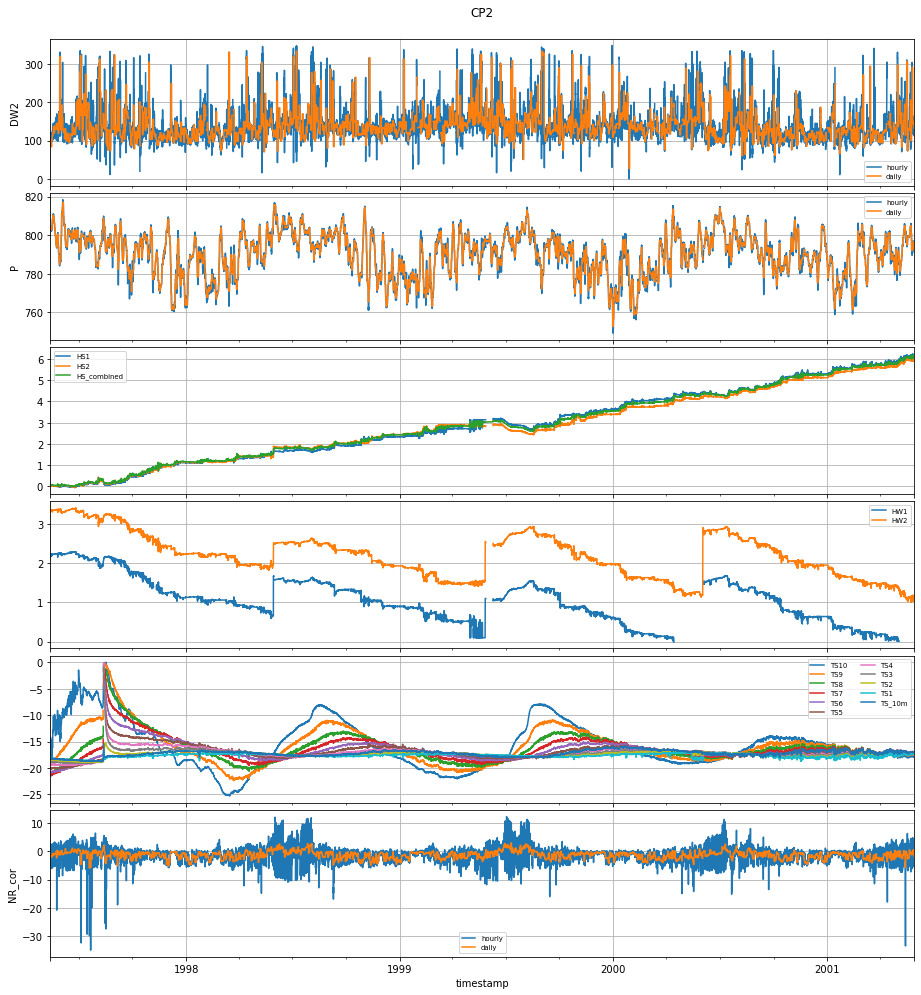 CP2
300
200
100
0
DW2
hourly
daily
820
800
780
760
P
hourly
daily
6
5
4
3
2
1
0
HS1
HS2
HS_combined
3
2
1
0
HW1
HW2
0
−5
−10
−15
−20
−25
TS10 TS4
TS9 TS3
TS8 TS2
TS7 TS1
TS6 TS_10m
TS5
10
0
−10
−20
−30
NR_cor
hourly
daily
1998 1999 2000 2001
timestamp